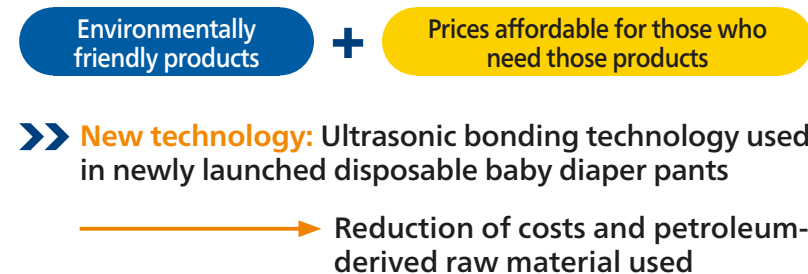 Environmentally
friendly products
+
Prices affordable for those who
need those products
New technology: Ultrasonic bonding technology used
in newly launched disposable baby diaper pants
Reduction of costs and petroleum-
derived raw material used